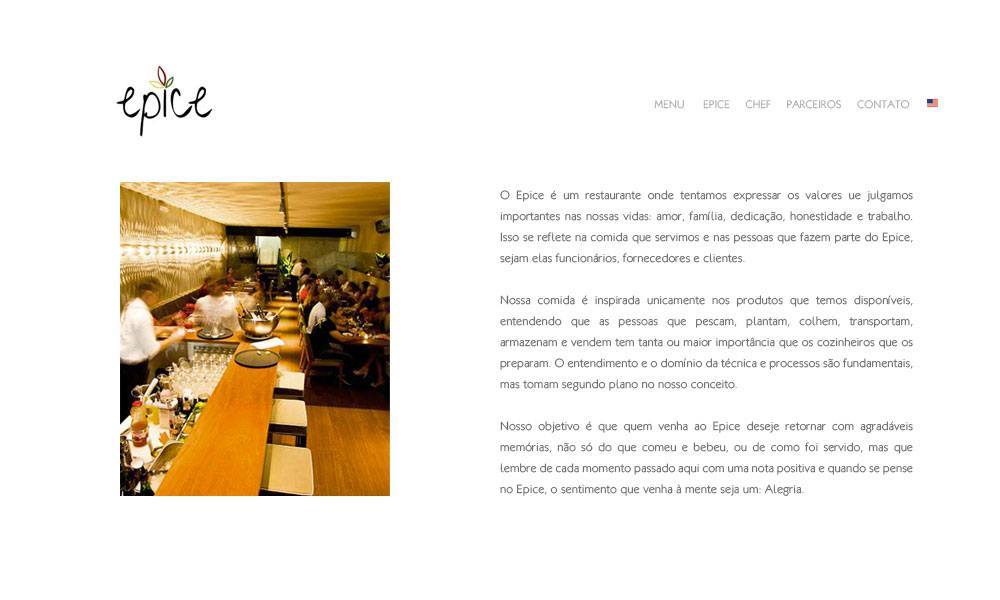 epice
MENU EPICE CHEF PARCEIROS CONTATO
O Epice é um restaurante onde tentamos expressar os valores ue julgamos
importantes nas nossas vidas: amor, família, dedicação, honestidade e trabalho.
Isso se reflete na comida que servimos e nas pessoas que fazem parte do Epice,
sejam elas funcionários, fornecedores e clientes.
Nossa comida é inspirada unicamente nos produtos que temos disponíveis,
entendendo que as pessoas que pescam, plantam, colhem, transportam,
armazenam e vendem tem tanta ou maior importância que os cozinheiros que os
preparam. O entendimento e o domínio da técnica e processos são fundamentais,
mas tomam segundo plano no nosso conceito.
Nosso objetivo é que quem venha ao Epice deseje retornar com agradáveis
memórias, não só do que comeu e bebeu, ou de como foi servido, mas que
lembre de cada momento passado aqui com uma nota positiva e quando se pense
no Epice, o sentimento que venha à mente seja um: Alegria.